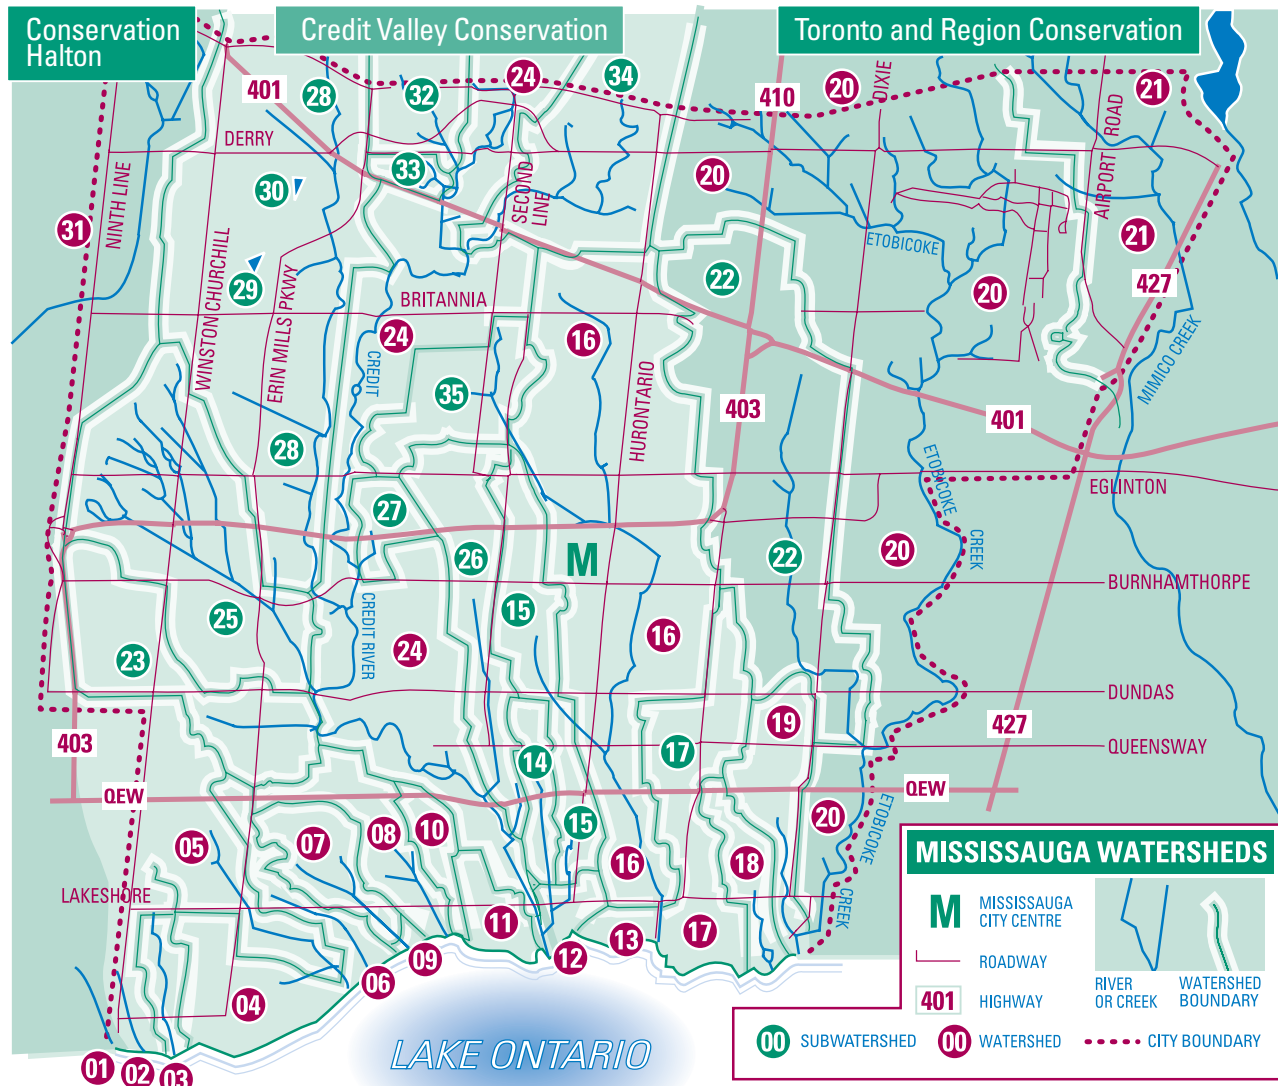 Conservation
Halton
Credit Valley Conservation
Toronto and Region Conservation
24
34
32
28
401
410
20
DIXIE
21
ROAD
DERRY
33
30
SECOND
LINE
20
AIRPORT
31
NINTH LINE
21
ETOBICOKE
WINSTON CHURCHILL
29
ERIN MILLS PKWY
22
427
20
BRITANNIA
24
16
CREDIT
MIMICO CREEK
HURONTARIO
35
403
401
28
ETOBICOKE
EGLINTON
27
CREEK
26
M
22
20
BURNHAMTHORPE
15
CREDIT RIVER
25
16
24
23
DUNDAS
403
19
427
17
QUEENSWAY
14
QEW
QEW
ETOBICOKE
15
20
05
07
08
10
16
18
CREEK
LAKESHORE
11
17
13
12
09
06
04
01
02
03
LAKE ONTARIO
MISSISSAUGA WATERSHEDS
M
MISSISSAUGA
CITY CENTRE
ROADWAY
401
HIGHWAY
RIVER
OR CREEK
WATERSHED
BOUNDARY
00 SUBWATERSHED
00 WATERSHED
CITY BOUNDARY